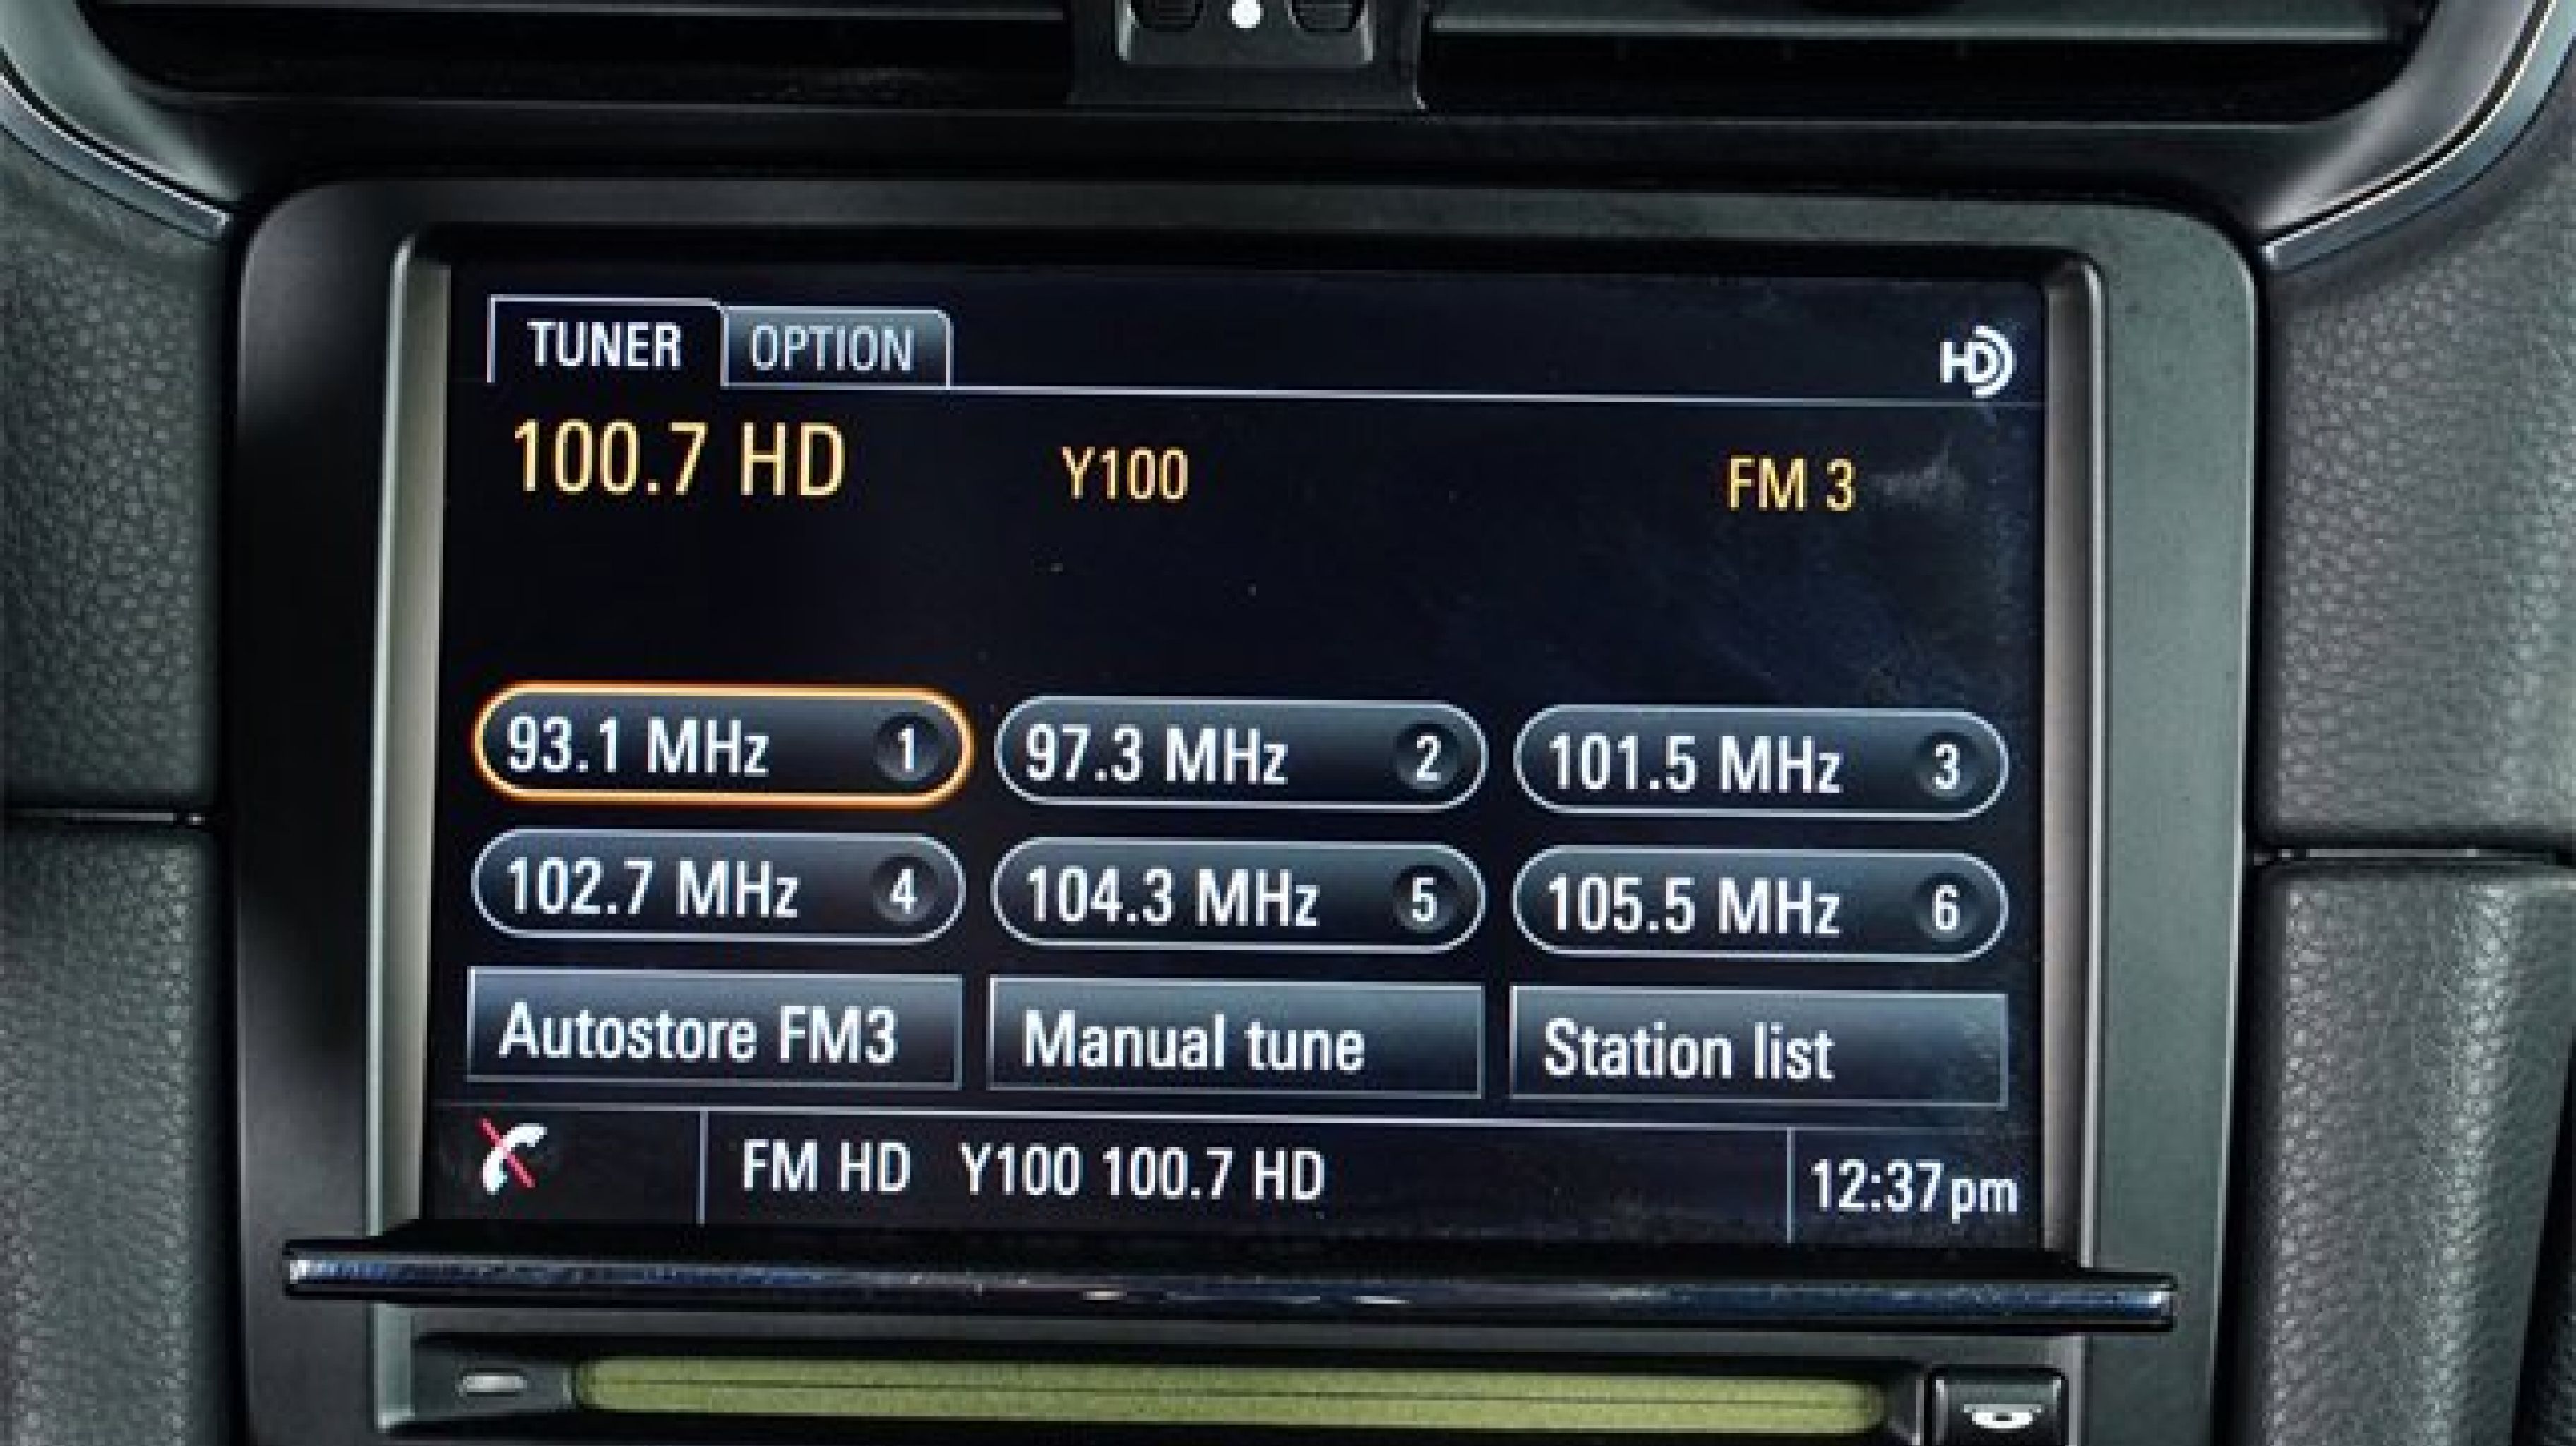 TUNER OPTION HD
100.7 HD Y100 FM 3
93.1 MHz 1 97.3 MHz 2 101.5 MHz 3
102.7 MHz 4 104.3 MHz 5 105.5 MHz 6
Autostore FM3 Manual tune Station list
FM HD Y100 100.7 HD 12:37pm